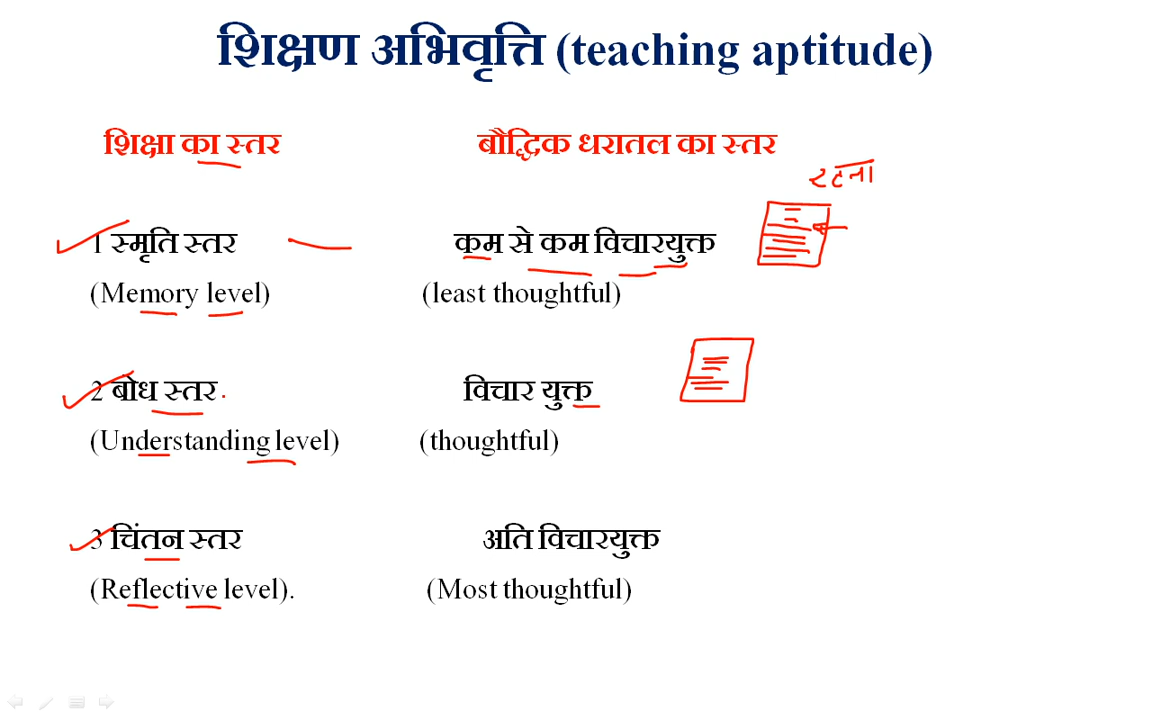 शिक्षण अभिवृत्ति (teaching aptitude)
शिक्षा का स्तर बौद्धिक धरातल का स्तर
रटना
1 स्मृति स्तर कम से कम विचारयुक्त
(Memory level) (least thoughtful)
2 बोध स्तर विचार युक्त
(Understanding level) (thoughtful)
3 चिंतन स्तर अति विचारयुक्त
(Reflective level). (Most thoughtful)